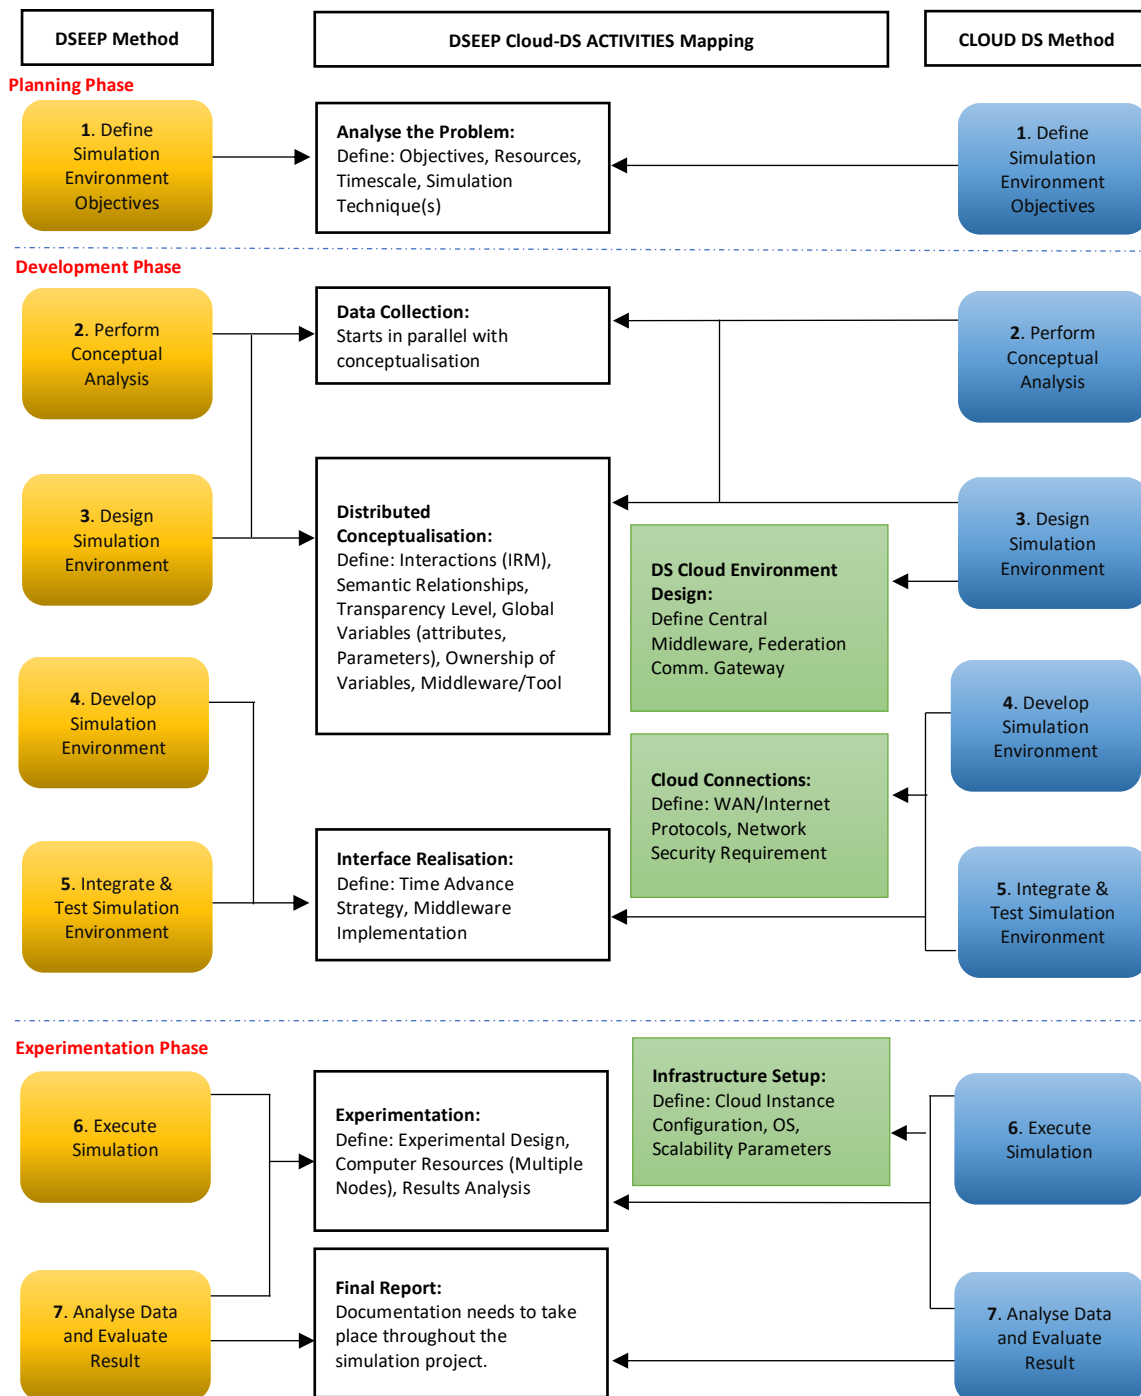 DSEEP Method
DSEEP Cloud-DS ACTIVITIES Mapping
CLOUD DS Method
Planning Phase
1. Define
Simulation
Environment
Objectives
Analyse the Problem:
Define: Objectives, Resources,
Timescale, Simulation
Technique(s)
1. Define
Simulation
Environment
Objectives
Development Phase
2. Perform
Conceptual
Analysis
Data Collection:
Starts in parallel with
conceptualisation
2. Perform
Conceptual
Analysis
3. Design
Simulation
Environment
Distributed
Conceptualisation:
Define: Interactions (IRM),
Semantic Relationships,
Transparency Level, Global
Variables (attributes,
Parameters), Ownership of
Variables, Middleware/Tool
DS Cloud Environment
Design:
Define Central
Middleware, Federation
Comm. Gateway
3. Design
Simulation
Environment
4. Develop
Simulation
Environment
Cloud Connections:
Define: WAN/Internet
Protocols, Network
Security Requirement
4. Develop
Simulation
Environment
5. Integrate &
Test Simulation
Environment
Interface Realisation:
Define: Time Advance
Strategy, Middleware
Implementation
5. Integrate &
Test Simulation
Environment
Experimentation Phase
6. Execute
Simulation
Experimentation:
Define: Experimental Design,
Computer Resources (Multiple
Nodes), Results Analysis
Infrastructure Setup:
Define: Cloud Instance
Configuration, OS,
Scalability Parameters
6. Execute
Simulation
7. Analyse Data
and Evaluate
Result
Final Report:
Documentation needs to take
place throughout the
simulation project.
7. Analyse Data
and Evaluate
Result